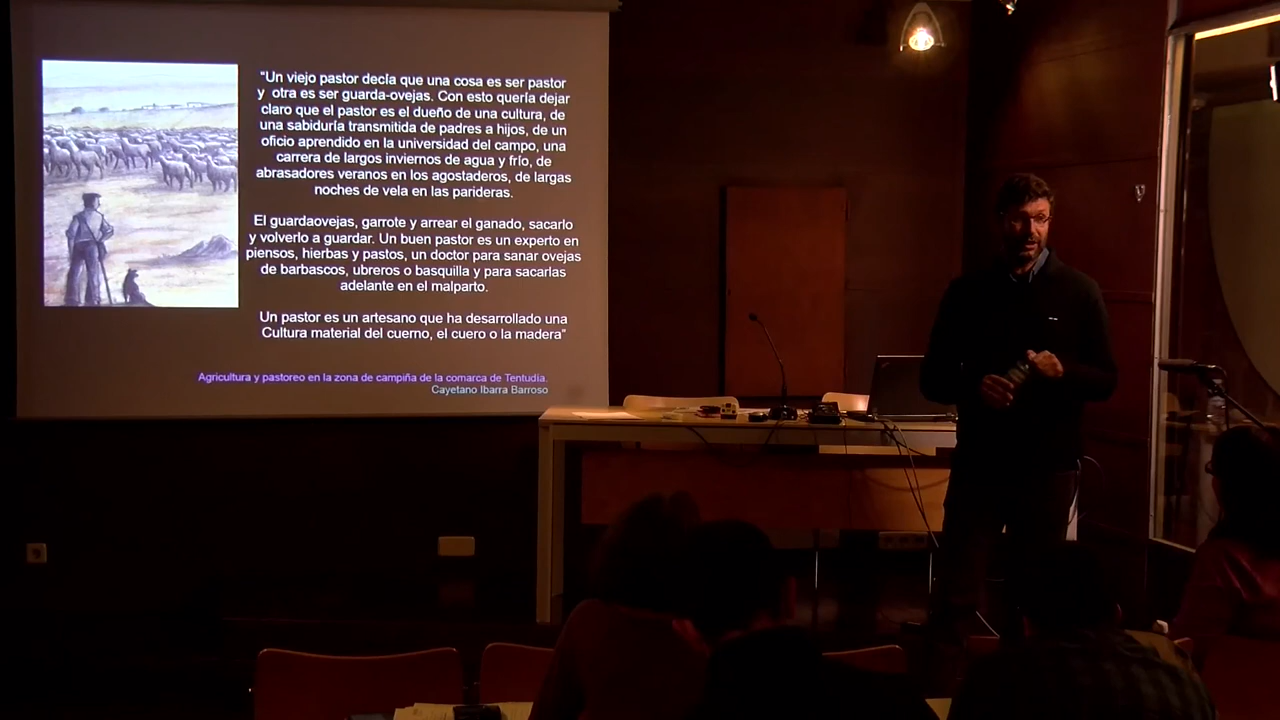 “Un viejo pastor decía que una cosa es ser pastor
y otra es ser guarda-ovejas. Con esto quería dejar
claro que el pastor es el dueño de una cultura, de
una sabiduría transmitida de padres a hijos, de un
oficio aprendido en la universidad del campo, una
carrera de largos inviernos de agua y frío, de
abrasadores veranos en los agostaderos, de largas
noches de vela en las parideras.
El guardaovejas, garrote y arrear el ganado, sacarlo
y volverlo a guardar. Un buen pastor es un experto en
piensos, hierbas y pastos, un doctor para sanar ovejas
de barbascos, ubreros o basquilla y para sacarlas
adelante en el malparto.
Un pastor es un artesano que ha desarrollado una
Cultura material del cuerno, el cuero o la madera”
Agricultura y pastoreo en la zona de campiña de la comarca de Tentudía.
Cayetano Ibarra Barroso